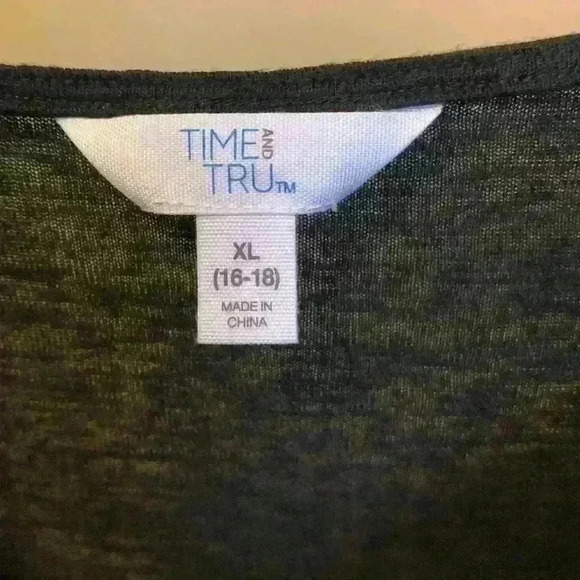 TIME AND
TRU™
XL
(16-18)
MADE IN
CHINA